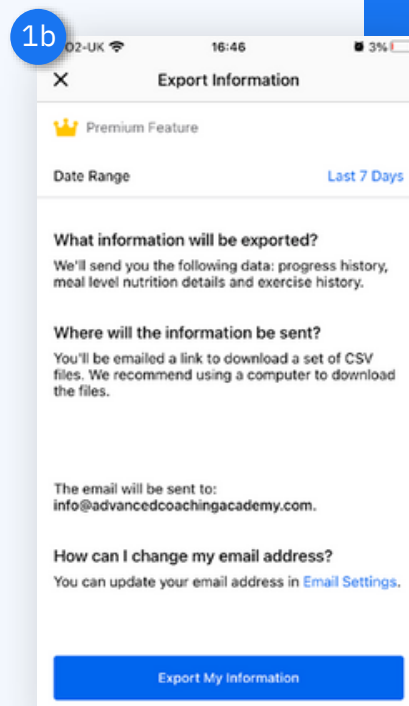 1b
O2-UK 16:46 3%
× Export Information
Premium Feature
Date Range Last 7 Days
What information will be exported?
We'll send you the following data: progress history,
meal level nutrition details and exercise history.
Where will the information be sent?
You'll be emailed a link to download a set of CSV
files. We recommend using a computer to download
the files.
The email will be sent to:
info@advancedcoachingacademy.com.
How can I change my email address?
You can update your email address in Email Settings.
Export My Information